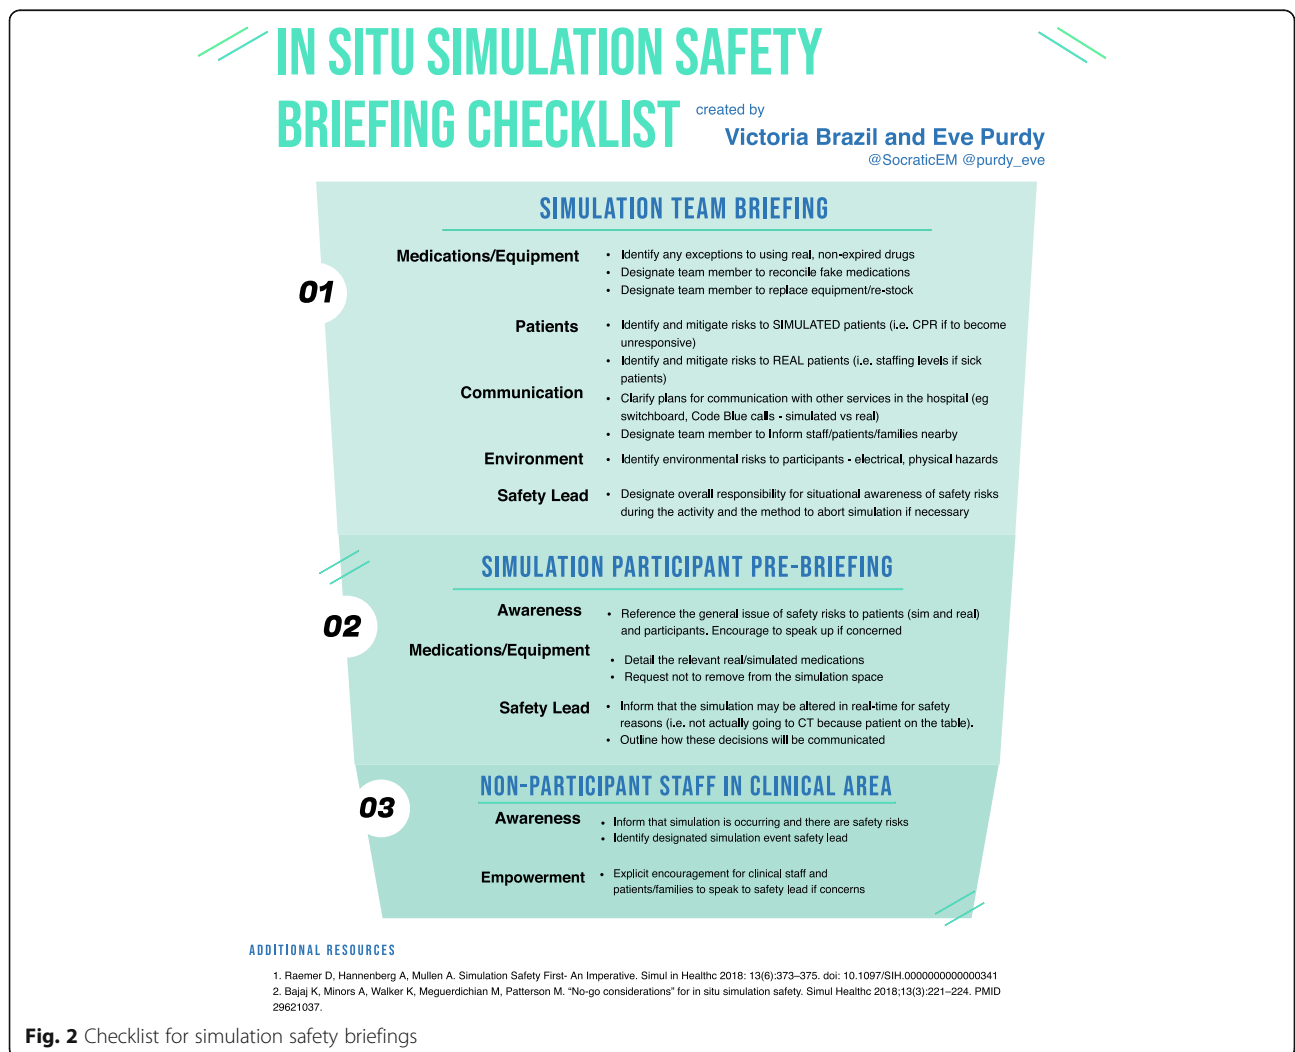 IN SITU SIMULATION SAFETY
BRIEFING CHECKLIST
created by
Victoria Brazil and Eve Purdy
@SocraticEM @purdy_eve
SIMULATION TEAM BRIEFING
01
Medications/Equipment
• Identify any exceptions to using real, non-expired drugs
• Designate team member to reconcile fake medications
• Designate team member to replace equipment/re-stock
Patients
• Identify and mitigate risks to SIMULATED patients (i.e. CPR if to become
unresponsive)
• Identify and mitigate risks to REAL patients (i.e. staffing levels if sick
patients)
Communication
• Clarify plans for communication with other services in the hospital (eg
switchboard, Code Blue calls - simulated vs real)
• Designate team member to Inform staff/patients/families nearby
Environment
• Identify environmental risks to participants - electrical, physical hazards
Safety Lead
• Designate overall responsibility for situational awareness of safety risks
during the activity and the method to abort simulation if necessary
SIMULATION PARTICIPANT PRE-BRIEFING
02
Awareness
• Reference the general issue of safety risks to patients (sim and real)
and participants. Encourage to speak up if concerned
Medications/Equipment
• Detail the relevant real/simulated medications
• Request not to remove from the simulation space
Safety Lead
• Inform that the simulation may be altered in real-time for safety
reasons (i.e. not actually going to CT because patient on the table).
• Outline how these decisions will be communicated
NON-PARTICIPANT STAFF IN CLINICAL AREA
03
Awareness
• Inform that simulation is occurring and there are safety risks
• Identify designated simulation event safety lead
Empowerment
• Explicit encouragement for clinical staff and
patients/families to speak to safety lead if concerns
ADDITIONAL RESOURCES
1. Raemer D, Hannenberg A, Mullen A. Simulation Safety First- An Imperative. Simul in Healthc 2018: 13(6):373–375. doi: 10.1097/SIH.0000000000000341
2. Bajaj K, Minors A, Walker K, Meguerdichian M, Patterson M. “No-go considerations” for in situ simulation safety. Simul Healthc 2018;13(3):221–224. PMID
29621037.
Fig. 2 Checklist for simulation safety briefings